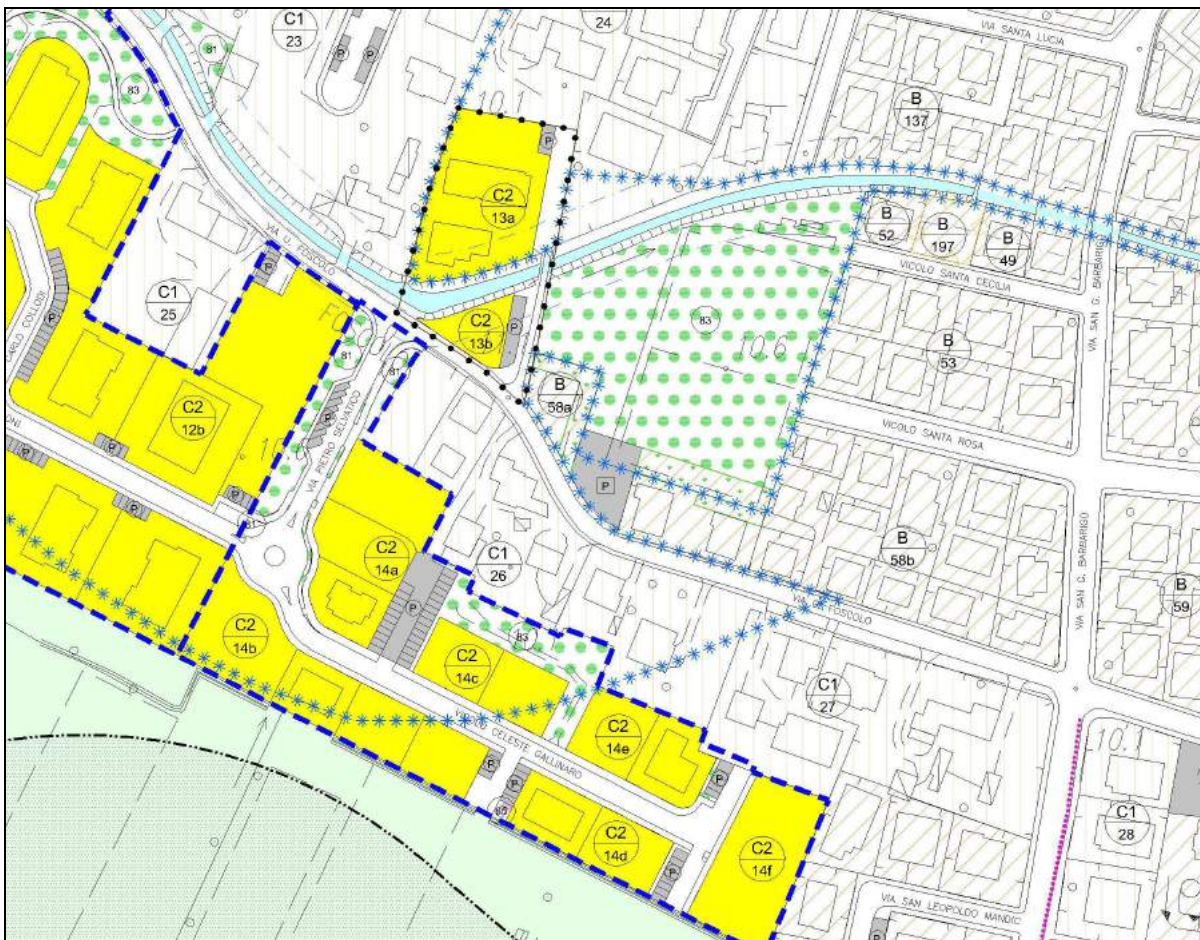 C1
23
24
VIA SANTA LUCIA
81
P
P
83
10.1
B
137
P
C2
13a
B
52
B
197
B
49
VICOLO SANTA CECILIA
VIA SAN G. BARBARIGO
VIA U. FOSCOLO
P
C1
25
C2
13b
P
83
10.6
B
53
P
CARLO COLLODI
81
81
B
58a
C2
12b
P
VIA PIETRO SELVATICO
VICOLO SANTA ROSA
P
P
P
P
P
81
C2
14a
C1
26
B
58b
VIA SAN G. BARBARIGO
B
59
P
FOSCOLO
C2
14b
83
C2
14c
C1
27
CELESTE GALLINARO
C2
14e
10.1
P
P
P
85
C1
28
C2
14d
C2
14f
P
VIA SAN LEOPOLDO MANDIC
P